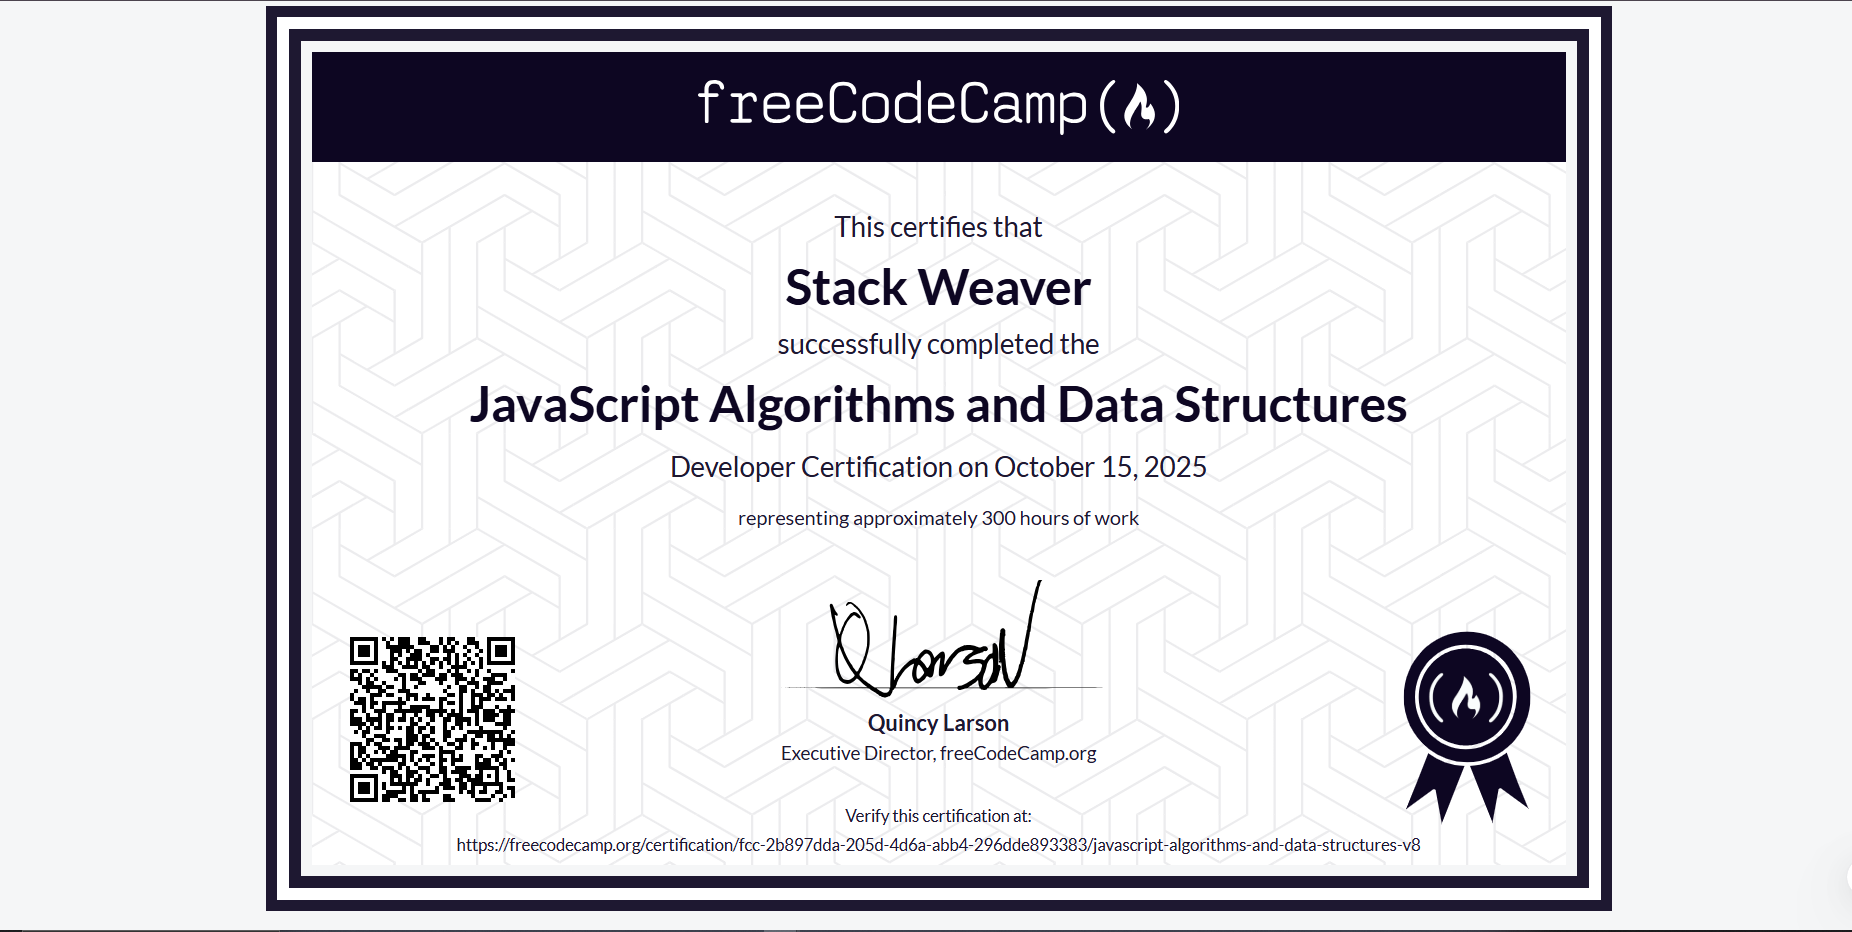 freeCodeCamp
This certifies that
Stack Weaver
successfully completed the
JavaScript Algorithms and Data Structures
Developer Certification on October 15, 2025
representing approximately 300 hours of work
Quincy Larson
Executive Director, freeCodeCamp.org
Verify this certification at:
https://freecodecamp.org/certification/fcc-2b897dda-205d-4d6a-abb4-296dde893383/javascript-algorithms-and-data-structures-v8